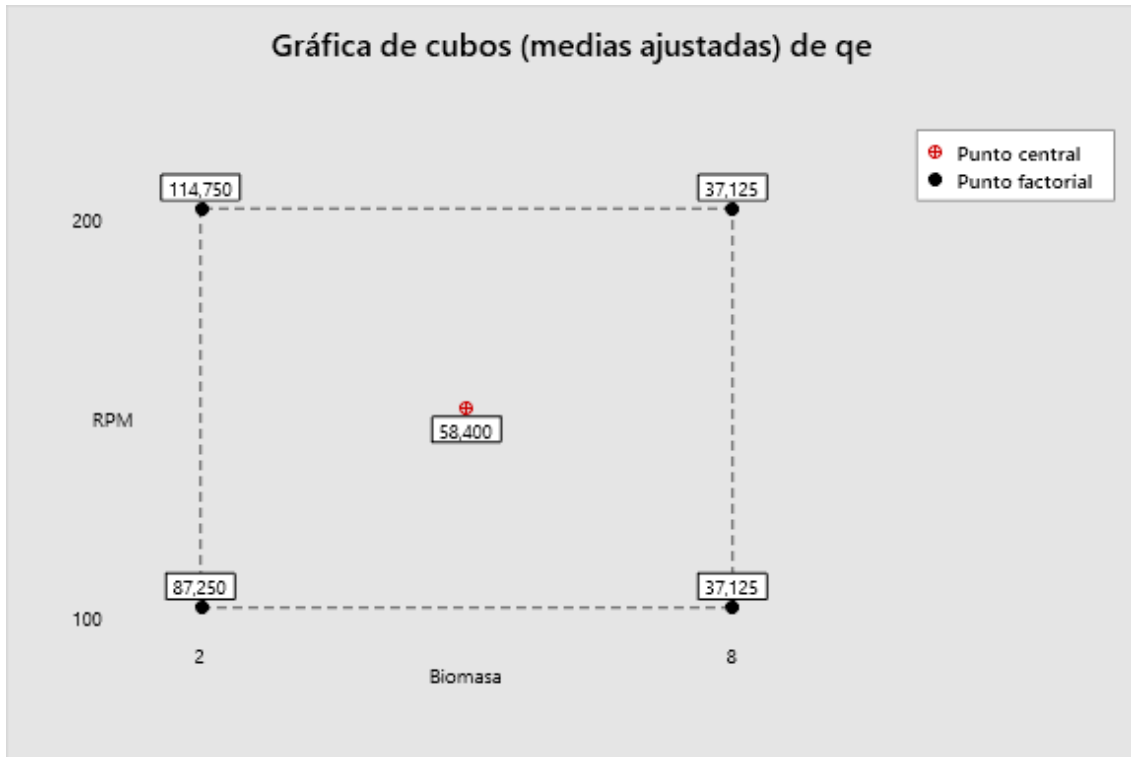 Gráfica de cubos (medias ajustadas) de qe
Punto central
Punto factorial
114,750
37,125
200
RPM
58,400
87,250
37,125
100
2
8
Biomasa